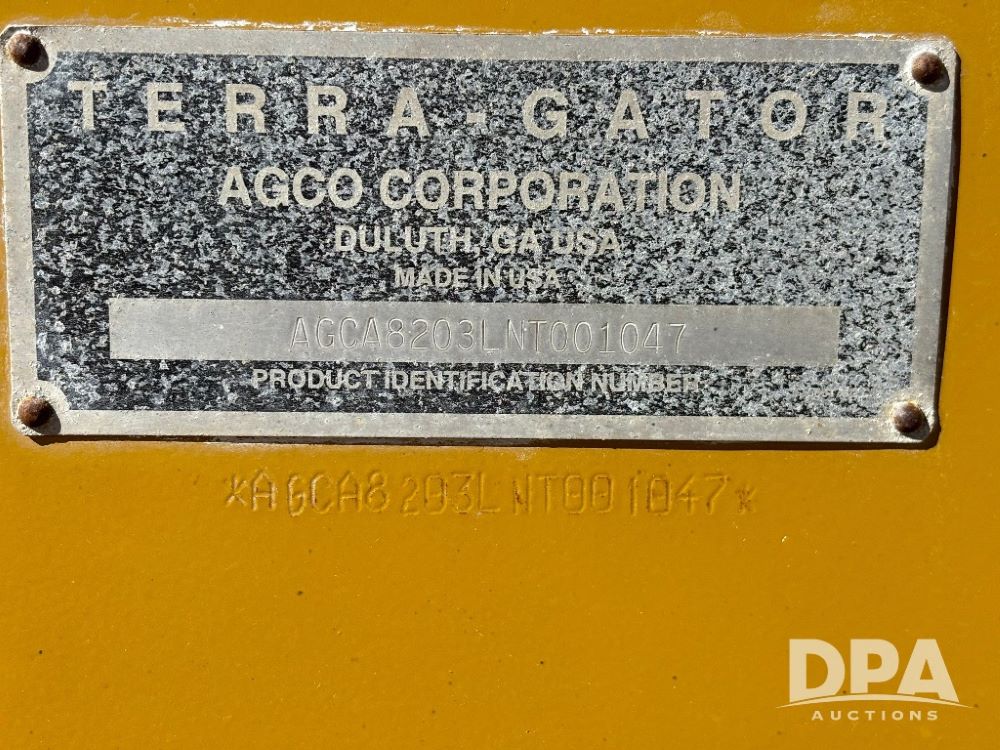 TERRA-GATOR
AGCO CORPORATION
DULUTH, GA USA
MADE IN USA
AGCA8203LNT001047
PRODUCT IDENTIFICATION NUMBER
*AGCA8203LNT001047*
DPA
AUCTIONS